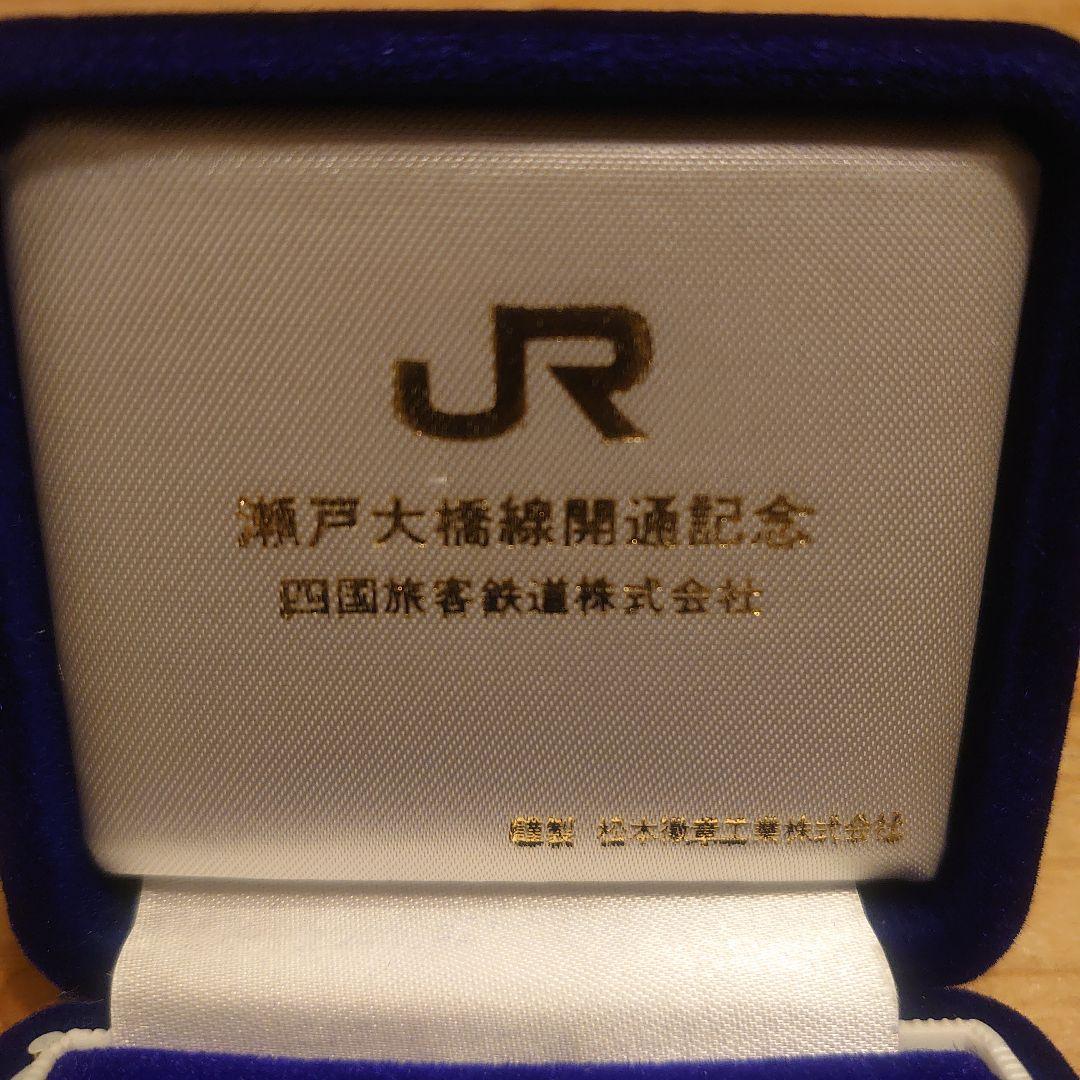 JR
瀬戸大橋線開通記念
四国旅客鉄道株式会社
謹製 松本徽章工業株式会社